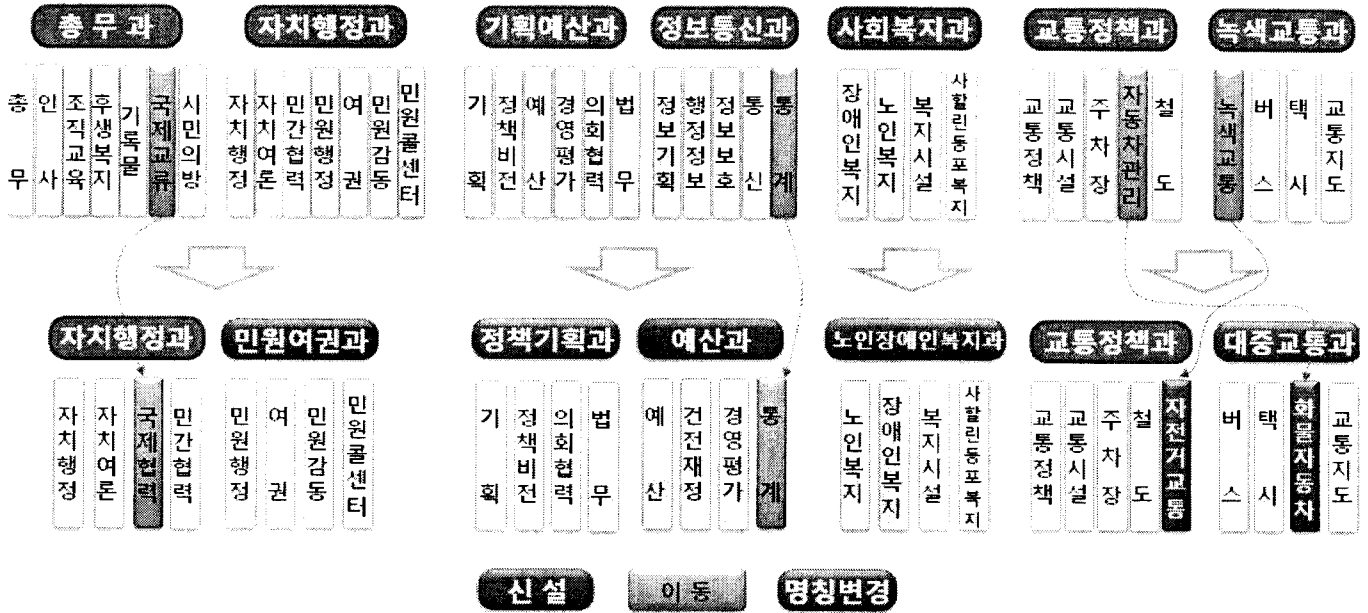 총무과 자치행정과 기획예산과 정보통신과 사회복지과 교통정책과 녹색교통과
총무 인사 조직교육 후생복지 기록물 국제교류 시민의방 자치행정 자치여론 민간협력 민원행정 여권 민원감동 민원콜센터 기획 정책비전 예산 경영평가 의회협력 법무 정보기획 행정정보 정보보호 통신 통계 장애인복지 노인복지 복지시설 사할린동포복지 교통정책 교통시설 주차장 자동차관리 철도 녹색교통 버스 택시 교통지도
자치행정과 민원여권과 정책기획과 예산과 노인장애인복지과 교통정책과 대중교통과
자치행정 자치여론 국제협력 민간협력 민원행정 여권 민원감동 민원콜센터 기획 정책비전 의회협력 법무 예산 건전재정 경영평가 통계 노인복지 장애인복지 복지시설 사할린동포복지 교통정책 교통시설 주차장 철도 자전거교통 버스 택시 화물자동차 교통지도
신설 이동 명칭변경